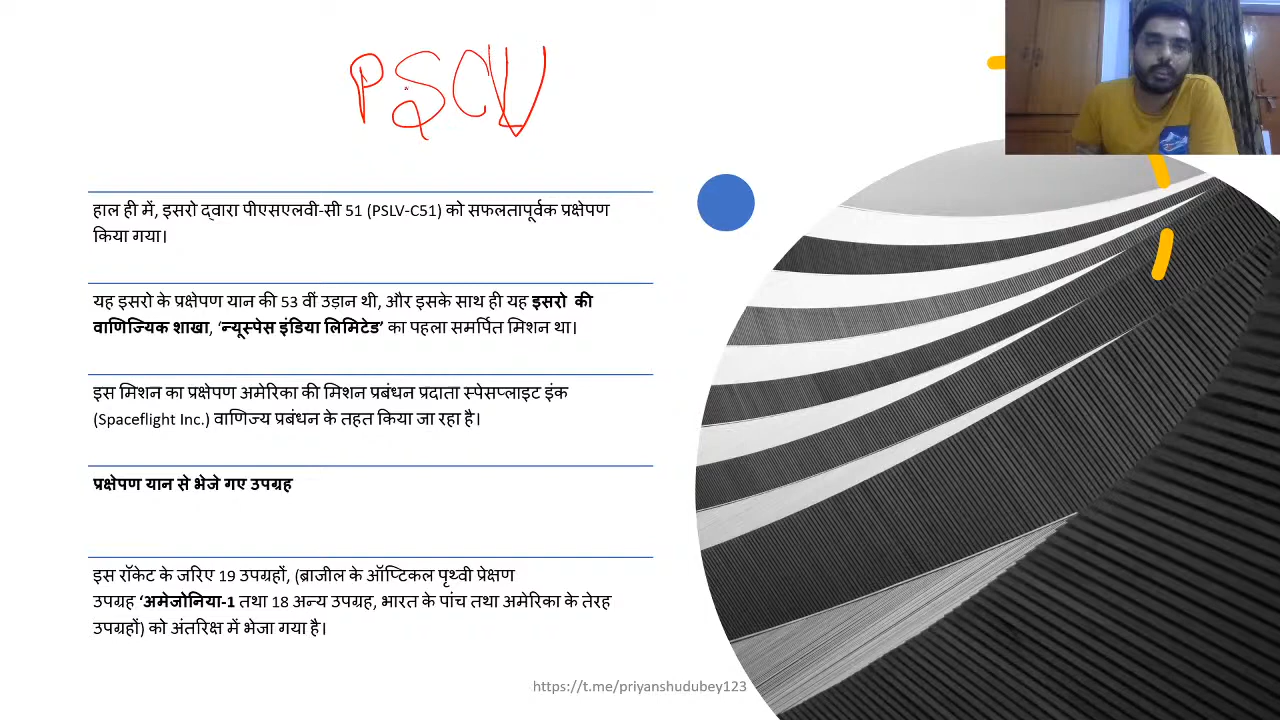 PSLV
हाल ही में, इसरो द्वारा पीएसएलवी-सी 51 (PSLV-C51) को सफलतापूर्वक प्रक्षेपण
किया गया।
यह इसरो के प्रक्षेपण यान की 53 वीं उड़ान थी, और इसके साथ ही यह इसरो की
वाणिज्यिक शाखा, ‘न्यूस्पेस इंडिया लिमिटेड’ का पहला समर्पित मिशन था।
इस मिशन का प्रक्षेपण अमेरिका की मिशन प्रबंधन प्रदाता स्पेसफ्लाइट इंक
(Spaceflight Inc.) वाणिज्य प्रबंधन के तहत किया जा रहा है।
प्रक्षेपण यान से भेजे गए उपग्रह
इस रॉकेट के जरिए 19 उपग्रहों, (ब्राजील के ऑप्टिकल पृथ्वी प्रेक्षण
उपग्रह ‘अमेजोनिया-1 तथा 18 अन्य उपग्रह, भारत के पांच तथा अमेरिका के तेरह
उपग्रहों) को अंतरिक्ष में भेजा गया है।
https://t.me/priyanshudubey123